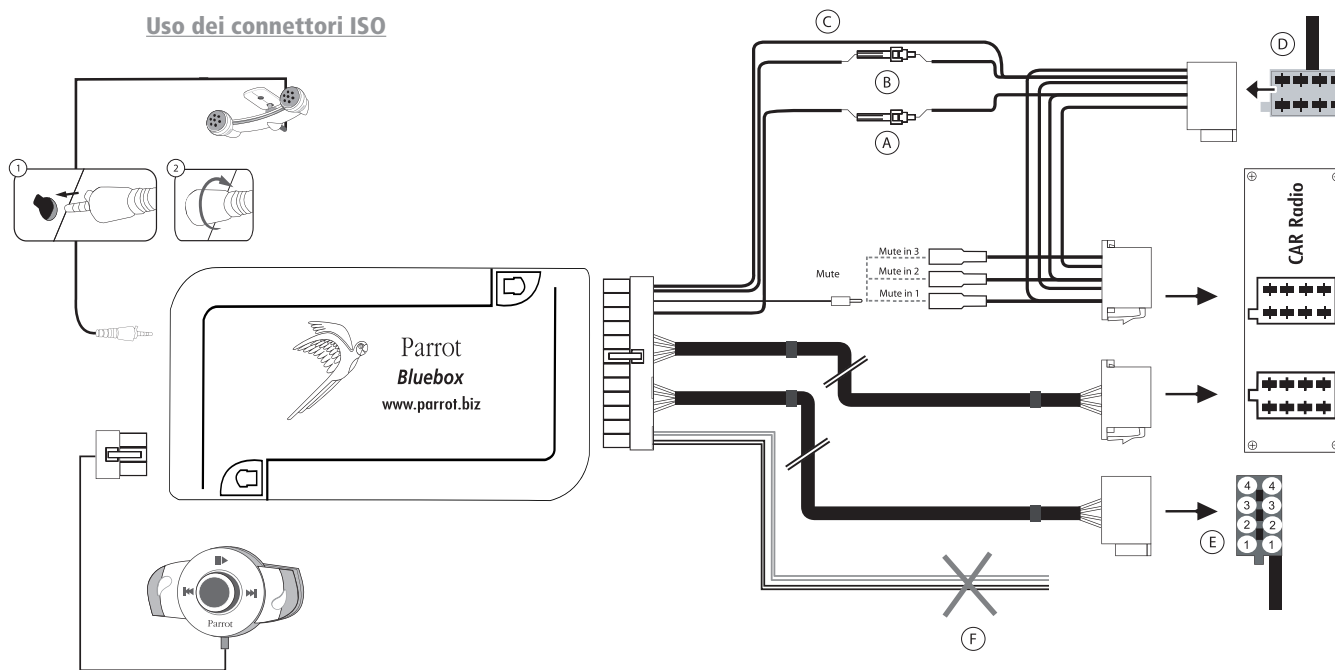 Uso dei connettori ISO
C
D
B
A
1
2
CAR Radio
Mute in 3
Mute
Mute in 2
Mute in 1
Parrot
Bluebox
www.parrot.biz
4 4
3 3
2 2
1 1
E
Parrot
F